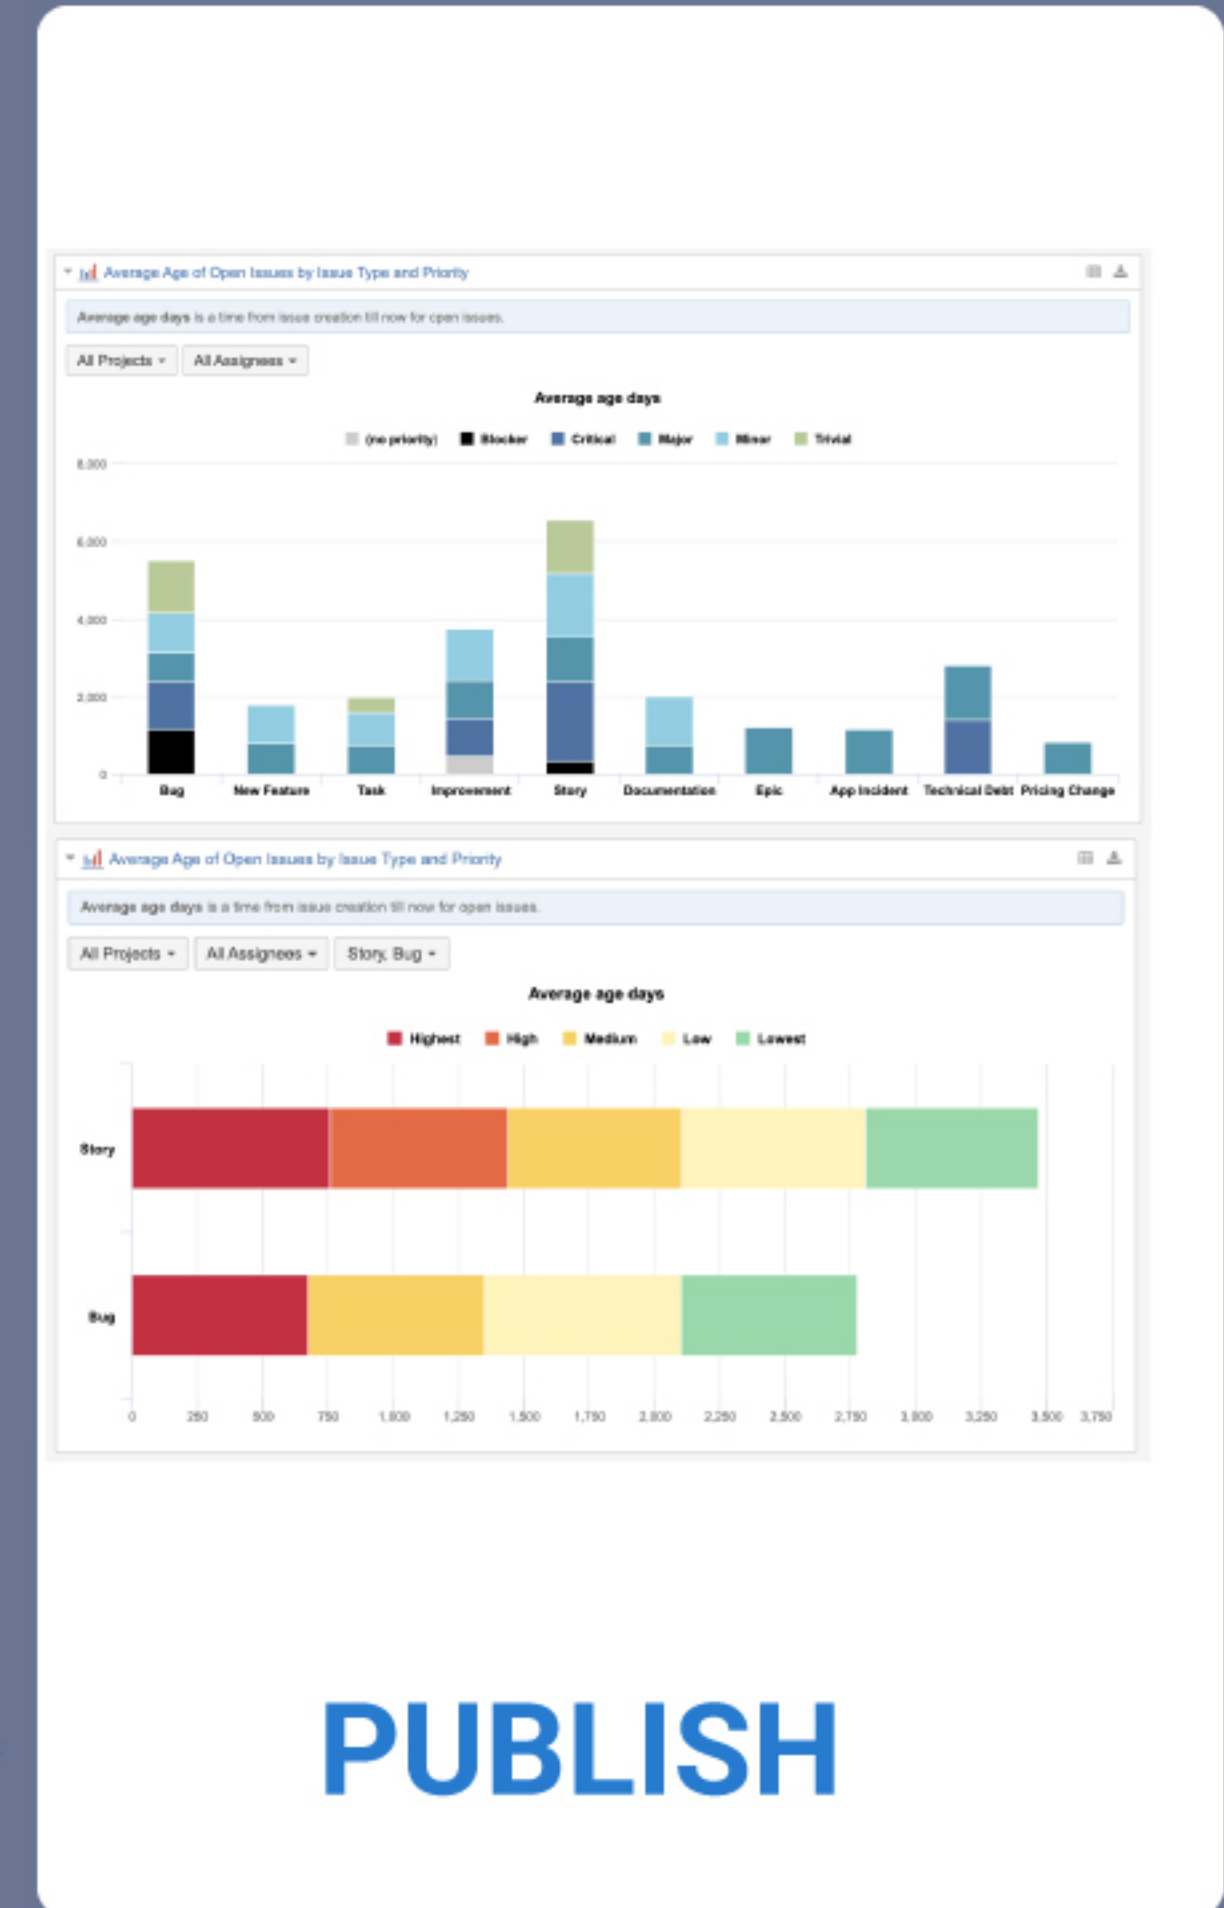 Average Age of Open Issues by Issue Type and Priority
Average age days is a time from issue creation till now for open issues.
All Projects
All Assignees
Average age days
(no priority) Blocker Critical Major Minor Trivial
8,000
6,000
4,000
2,000
0
Bug New Feature Task Improvement Story Documentation Epic App Incident Technical Debt Pricing Change
Average Age of Open Issues by Issue Type and Priority
Average age days is a time from issue creation till now for open issues.
All Projects
All Assignees
Story, Bug
Average age days
Highest High Medium Low Lowest
Story
Bug
0 250 500 750 1,000 1,250 1,500 1,750 2,000 2,250 2,500 2,750 3,000 3,250 3,500 3,750
PUBLISH